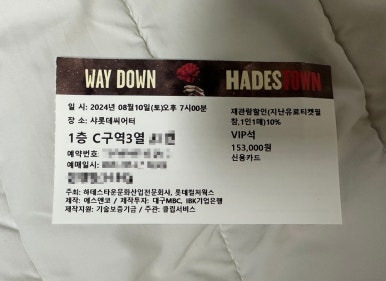 WAY DOWN
HADESTOWN
일 시: 2024년 08월10일(토)오후 7시00분
장 소: 샤롯데씨어터
1층 C구역3열
예약번호:
예매일시:
재관람할인(지난유료티켓필
참,1인1매)10%
VIP석
153,000원
신용카드
주최: 하데스타운문화산업전문회사, 롯데컬처웍스
제작: 에스앤코 / 제작투자: 대구MBC, IBK기업은행
제작지원: 기술보증기금 / 주관: 클립서비스